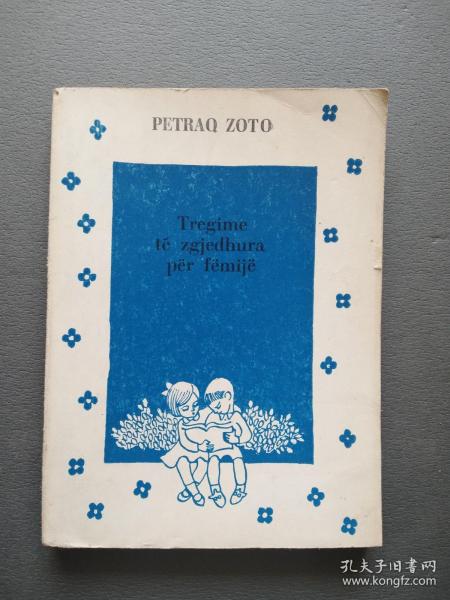 PETRAQ ZOTO
Tregime
të zgjedhura
për fëmijë
孔夫子旧书网
www.kongfz.com